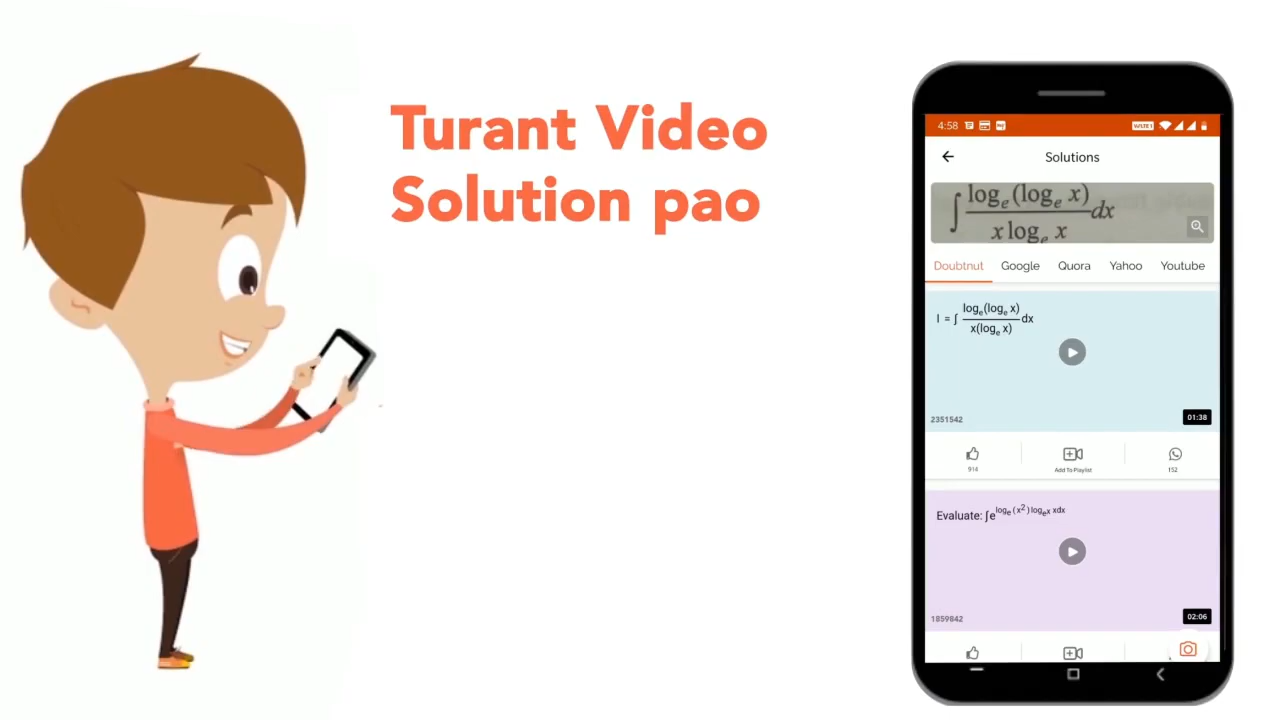 Turant Video
Solution pao
4:58
VoLTE1
Solutions
∫ logₑ(logₑ x) / x logₑ x dx
Doubtnut Google Quora Yahoo Youtube
I = ∫ logₑ(logₑ x) / x(logₑ x) dx
2351542 01:38
914 Add To Playlist 152
Evaluate: ∫e^logₑ(x²)logₑx xdx
1859842 02:06